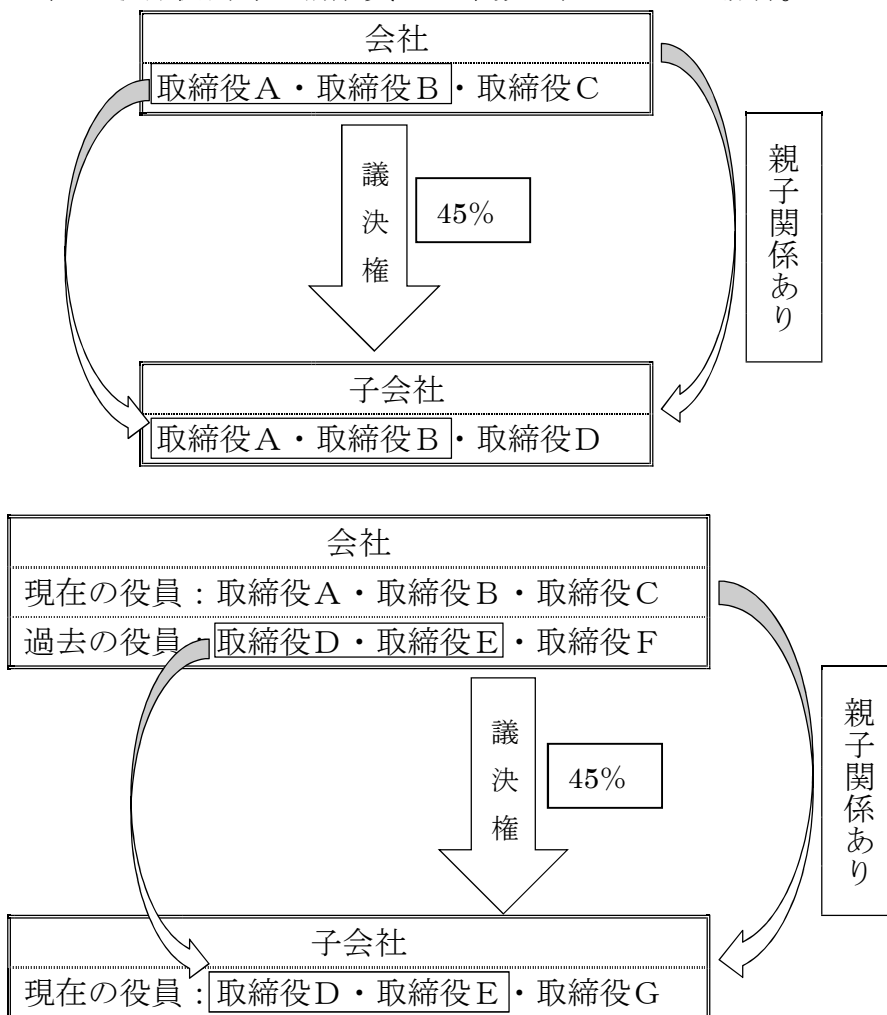 会社
取締役A・取締役B・取締役C
議決権
45%
親子関係あり
子会社
取締役A・取締役B・取締役D
会社
現在の役員：取締役A・取締役B・取締役C
過去の役員：取締役D・取締役E・取締役F
議決権
45%
親子関係あり
子会社
現在の役員：取締役D・取締役E・取締役G